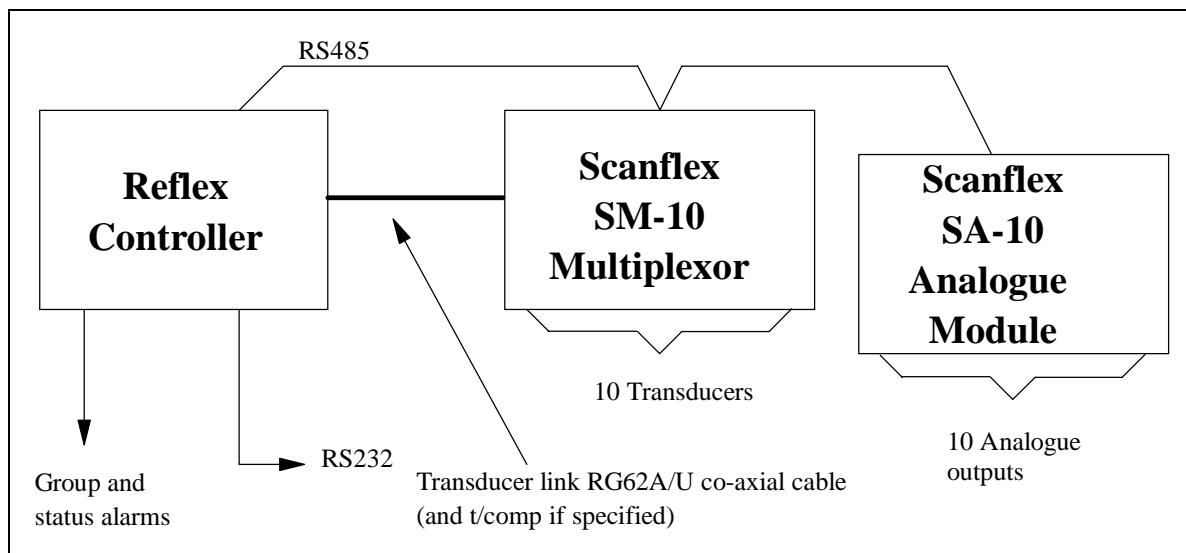 RS485
Reflex
Controller
Scanflex
SM-10
Multiplexor
Scanflex
SA-10
Analogue
Module
10 Transducers
10 Analogue
outputs
RS232
Group and
status alarms
Transducer link RG62A/U co-axial cable
(and t/comp if specified)